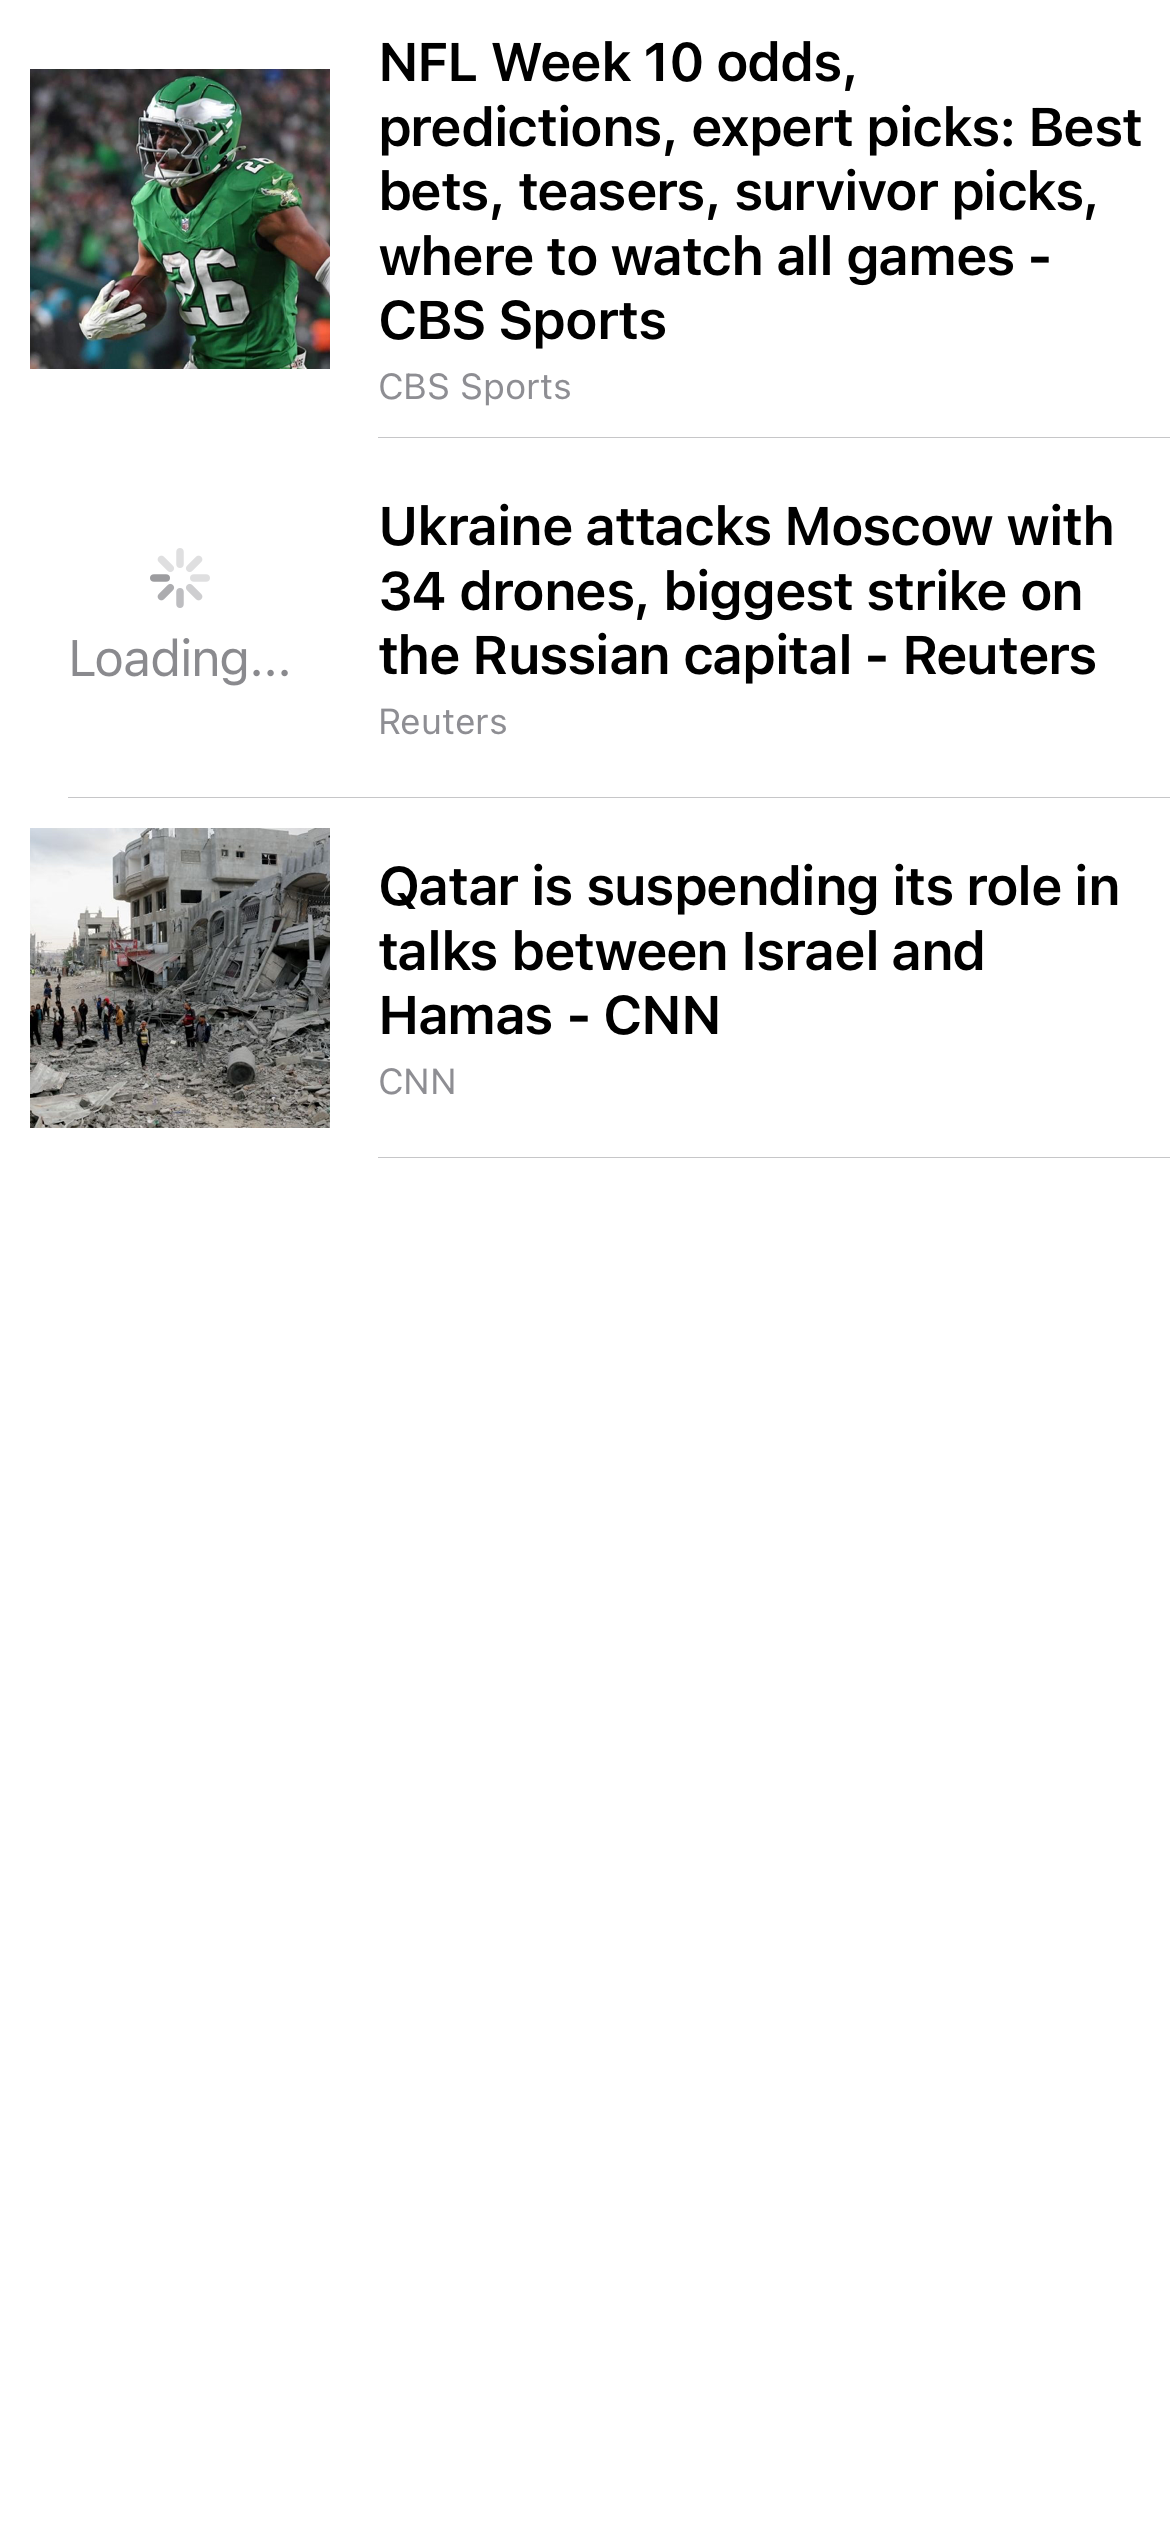 NFL Week 10 odds,
predictions, expert picks: Best
bets, teasers, survivor picks,
where to watch all games -
CBS Sports
CBS Sports
26
26
Loading...
Ukraine attacks Moscow with
34 drones, biggest strike on
the Russian capital - Reuters
Reuters
Qatar is suspending its role in
talks between Israel and
Hamas - CNN
CNN